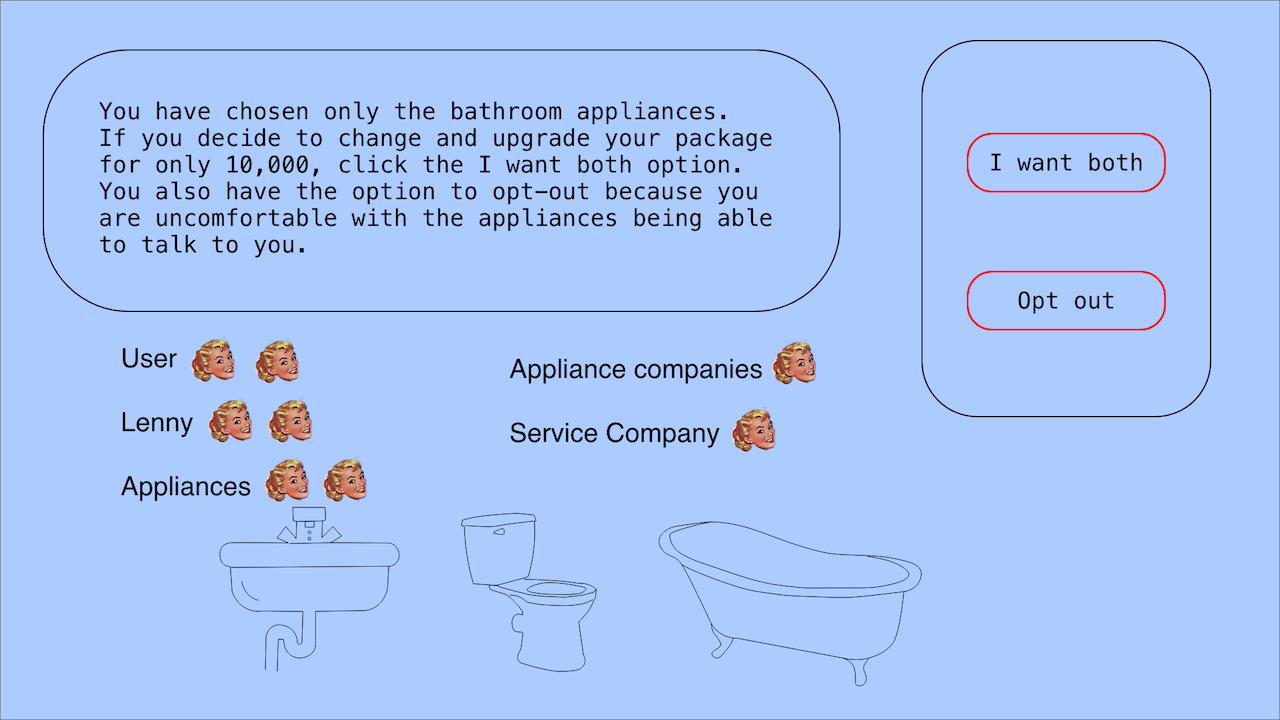 You have chosen only the bathroom appliances.
If you decide to change and upgrade your package
for only 10,000, click the I want both option.
You also have the option to opt-out because you
are uncomfortable with the appliances being able
to talk to you.
I want both
Opt out
User
Lenny
Appliances
Appliance companies
Service Company